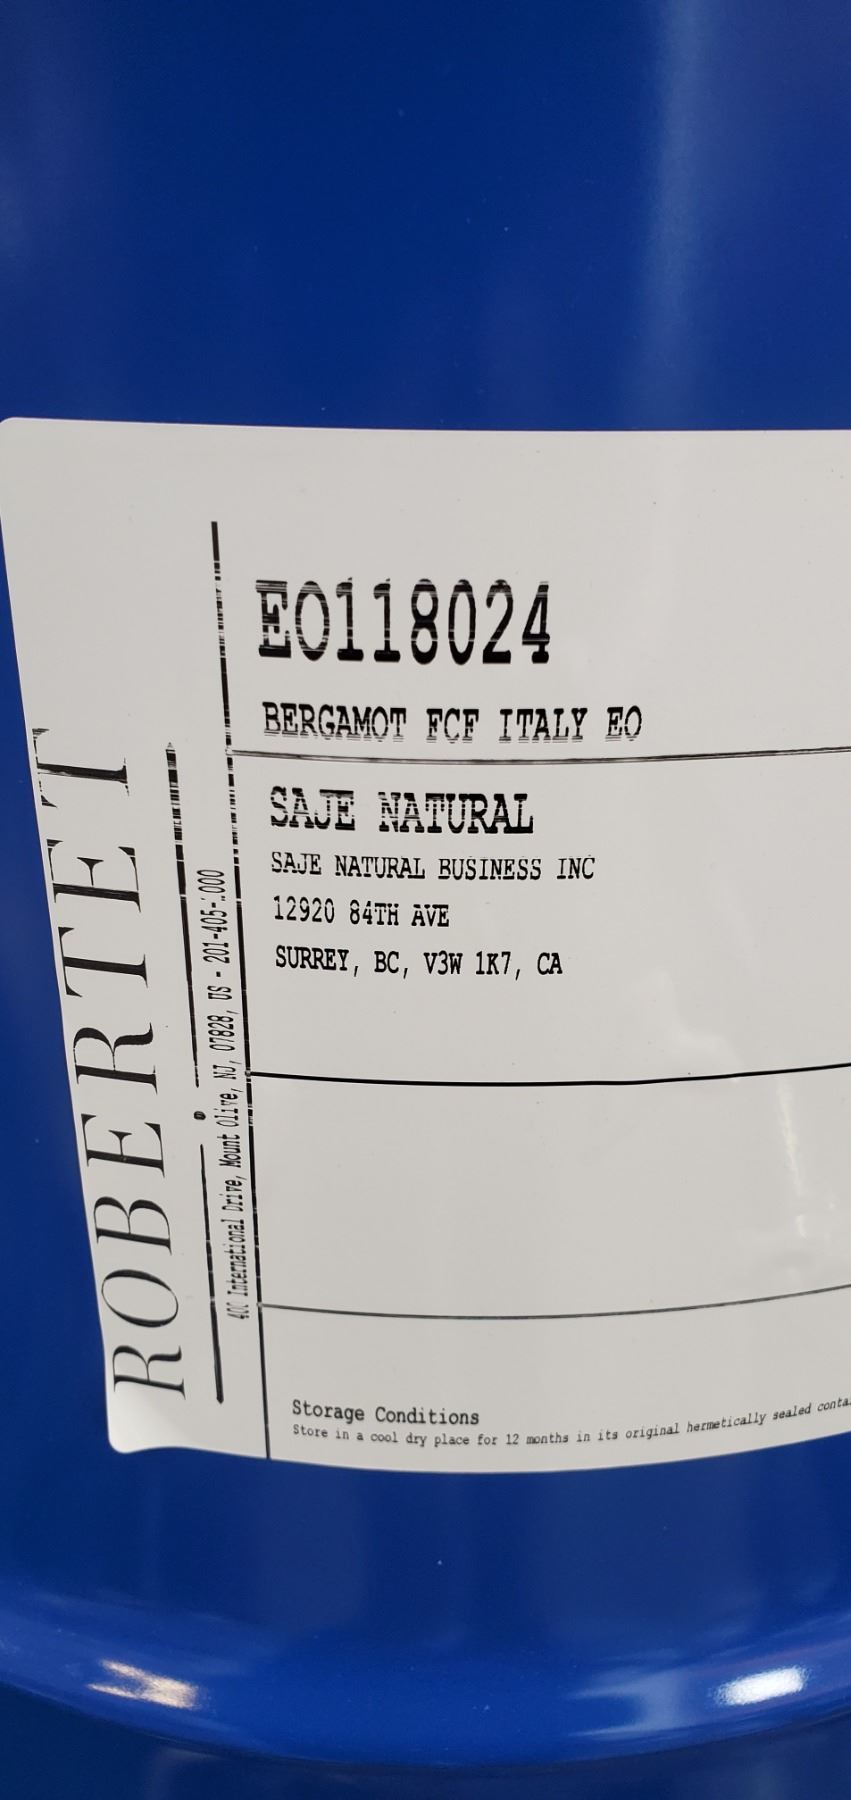 EO118024
BERGAMOT FCF ITALY EO
SAJE NATURAL
SAJE NATURAL BUSINESS INC
12920 84TH AVE
SURREY, BC, V3W 1K7, CA
ROBERTET
®
400 International Drive, Mount Olive, NJ, 07828, US - 201-405-1000
Storage Conditions
Store in a cool dry place for 12 months in its original hermetically sealed conta